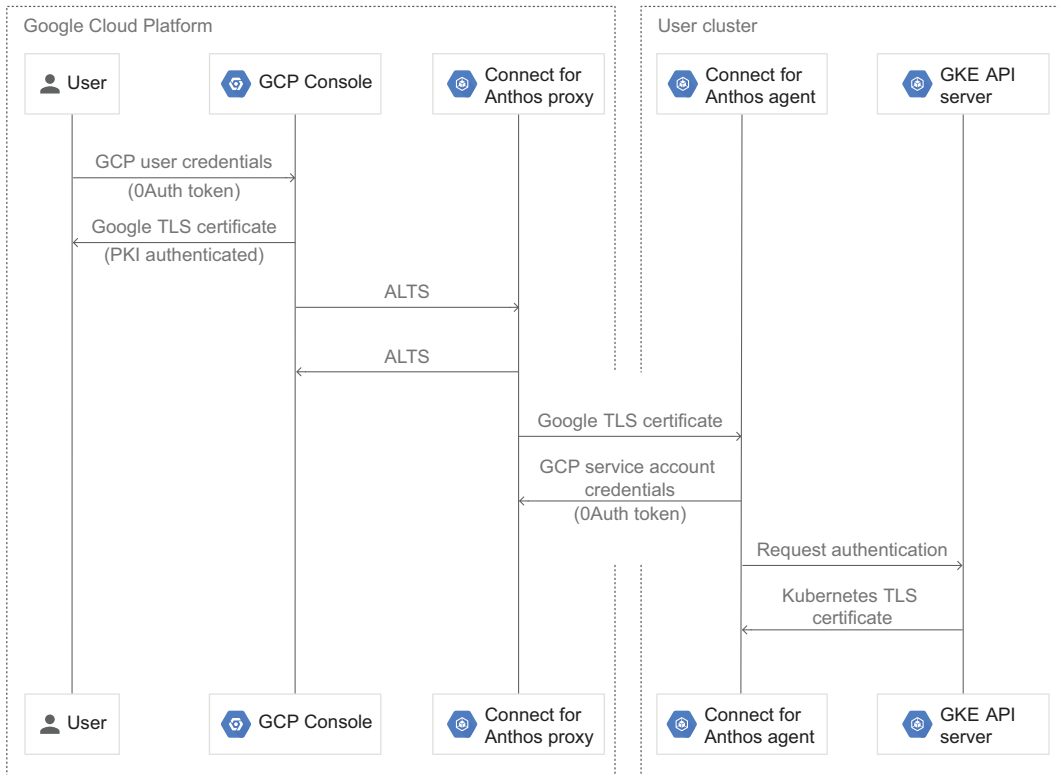 Google Cloud Platform
User cluster
User
GCP Console
Connect for
Anthos proxy
Connect for
Anthos agent
GKE API
server
GCP user credentials
(0Auth token)
Google TLS certificate
(PKI authenticated)
ALTS
ALTS
Google TLS certificate
GCP service account
credentials
(0Auth token)
Request authentication
Kubernetes TLS
certificate
User
GCP Console
Connect for
Anthos proxy
Connect for
Anthos agent
GKE API
server